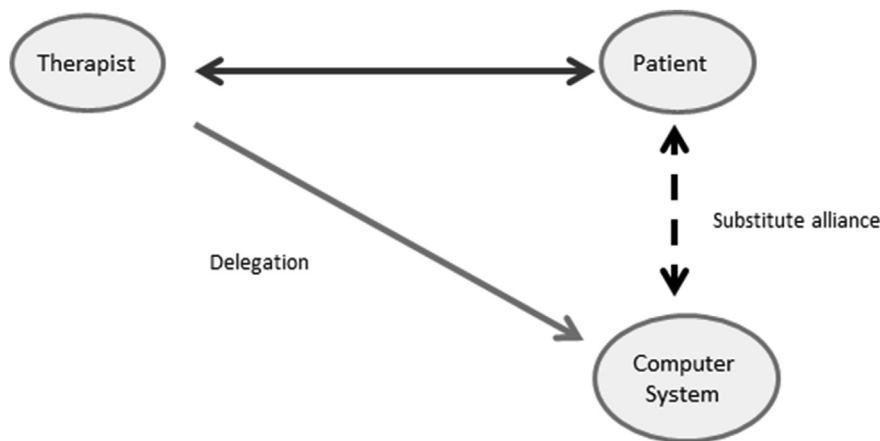 Therapist
Patient
Substitute alliance
Delegation
Computer
System